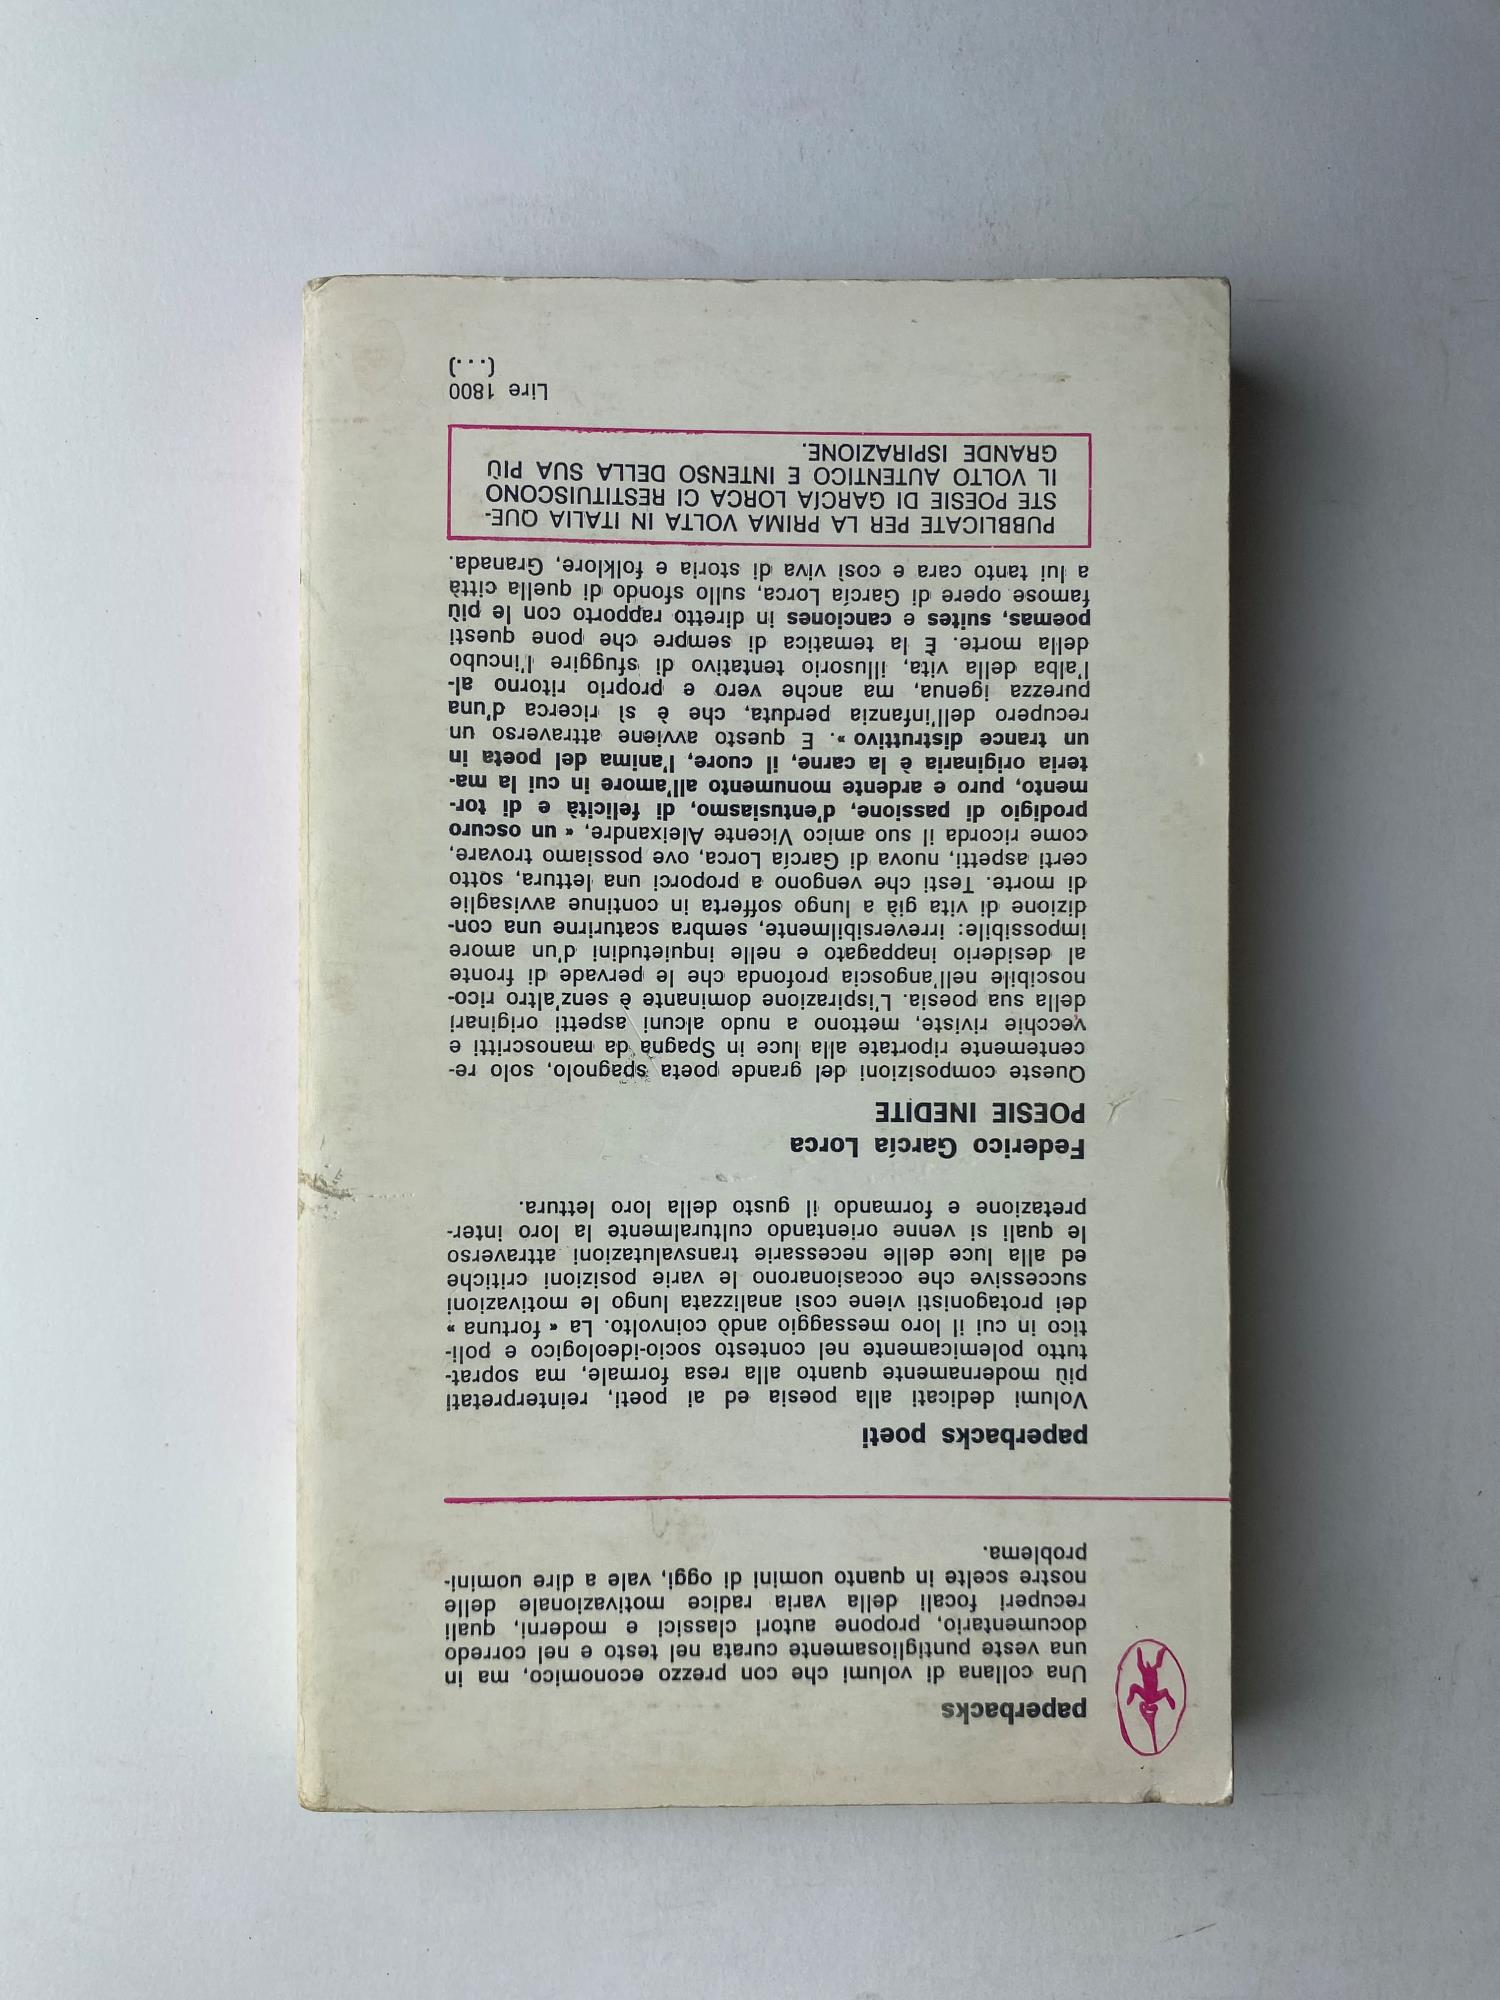 paperbacks
Una collana di volumi che con prezzo economico, ma in
una veste puntigliosamente curata nel testo e nel corredo
documentario, propone autori classici e moderni, quali
recuperi focali della varia radice motivazionale delle
nostre scelte in quanto uomini di oggi, vale a dire uomini-
problema.
paperbacks poeti
Volumi dedicati alla poesia ed ai poeti, reinterpretati
più modernamente quanto alla resa formale, ma soprat-
tutto polemicamente nel contesto socio-ideologico e poli-
tico in cui il loro messaggio andò coinvolto. La « fortuna »
dei protagonisti viene così analizzata lungo le motivazioni
successive che occasionarono le varie posizioni critiche
ed alla luce delle necessarie transvalutazioni attraverso
le quali si venne orientando culturalmente la loro inter-
pretazione e formando il gusto della loro lettura.
Federico García Lorca
POESIE INEDITE
Queste composizioni del grande poeta spagnolo, solo re-
centemente riportate alla luce in Spagna da manoscritti e
vecchie riviste, mettono a nudo alcuni aspetti originari
della sua poesia. L'ispirazione dominante è senz'altro rico-
noscibile nell'angoscia profonda che le pervade di fronte
al desiderio inappagato e nelle inquietudini d'un amore
impossibile: irreversibilmente, sembra scaturirne una con-
dizione di vita già a lungo sofferta in continue avvisaglie
di morte. Testi che vengono a proporci una lettura, sotto
certi aspetti, nuova di García Lorca, ove possiamo trovare,
come ricorda il suo amico Vicente Aleixandre, « un oscuro
prodigio di passione, d'entusiasmo, di felicità e di tor-
mento, puro e ardente monumento all'amore in cui la ma-
teria originaria è la carne, il cuore, l'anima del poeta in
un trance distruttivo ». E questo avviene attraverso un
recupero dell'infanzia perduta, che è sì ricerca d'una
purezza igenua, ma anche vero e proprio ritorno al-
l'alba della vita, illusorio tentativo di sfuggire l'incubo
della morte. È la tematica di sempre che pone questi
poemas, suites e canciones in diretto rapporto con le più
famose opere di García Lorca, sullo sfondo di quella città
a lui tanto cara e così viva di storia e folklore, Granada.
PUBBLICATE PER LA PRIMA VOLTA IN ITALIA QUE-
STE POESIE DI GARCÍA LORCA CI RESTITUISCONO
IL VOLTO AUTENTICO E INTENSO DELLA SUA PIÙ
GRANDE ISPIRAZIONE.
Lire 1800
(...)